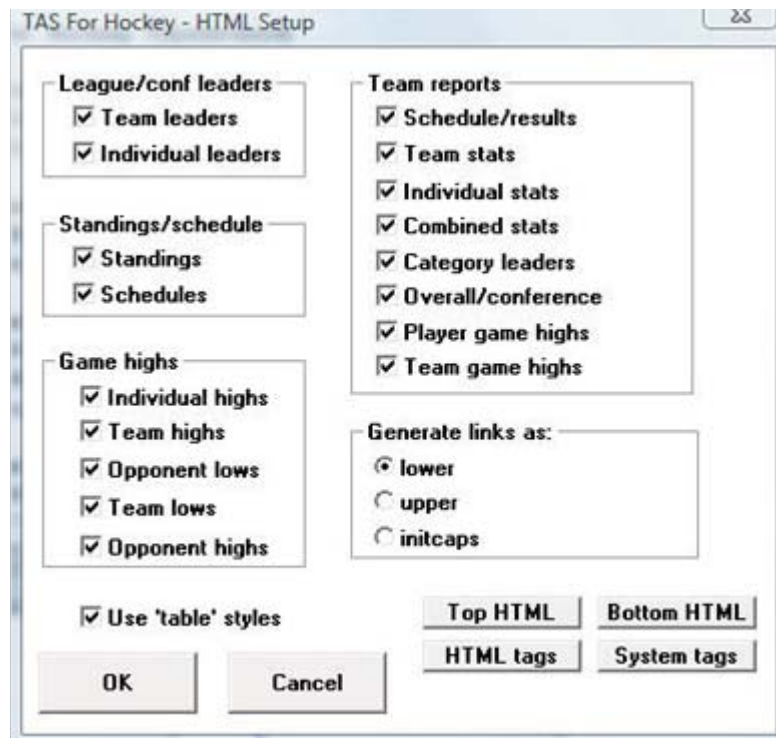 TAS For Hockey - HTML Setup
League/conf leaders
Team leaders
Individual leaders
Standings/schedule
Standings
Schedules
Game highs
Individual highs
Team highs
Opponent lows
Team lows
Opponent highs
Use 'table' styles
OK
Cancel
Team reports
Schedule/results
Team stats
Individual stats
Combined stats
Category leaders
Overall/conference
Player game highs
Team game highs
Generate links as:
lower
upper
initcaps
Top HTML
Bottom HTML
HTML tags
System tags